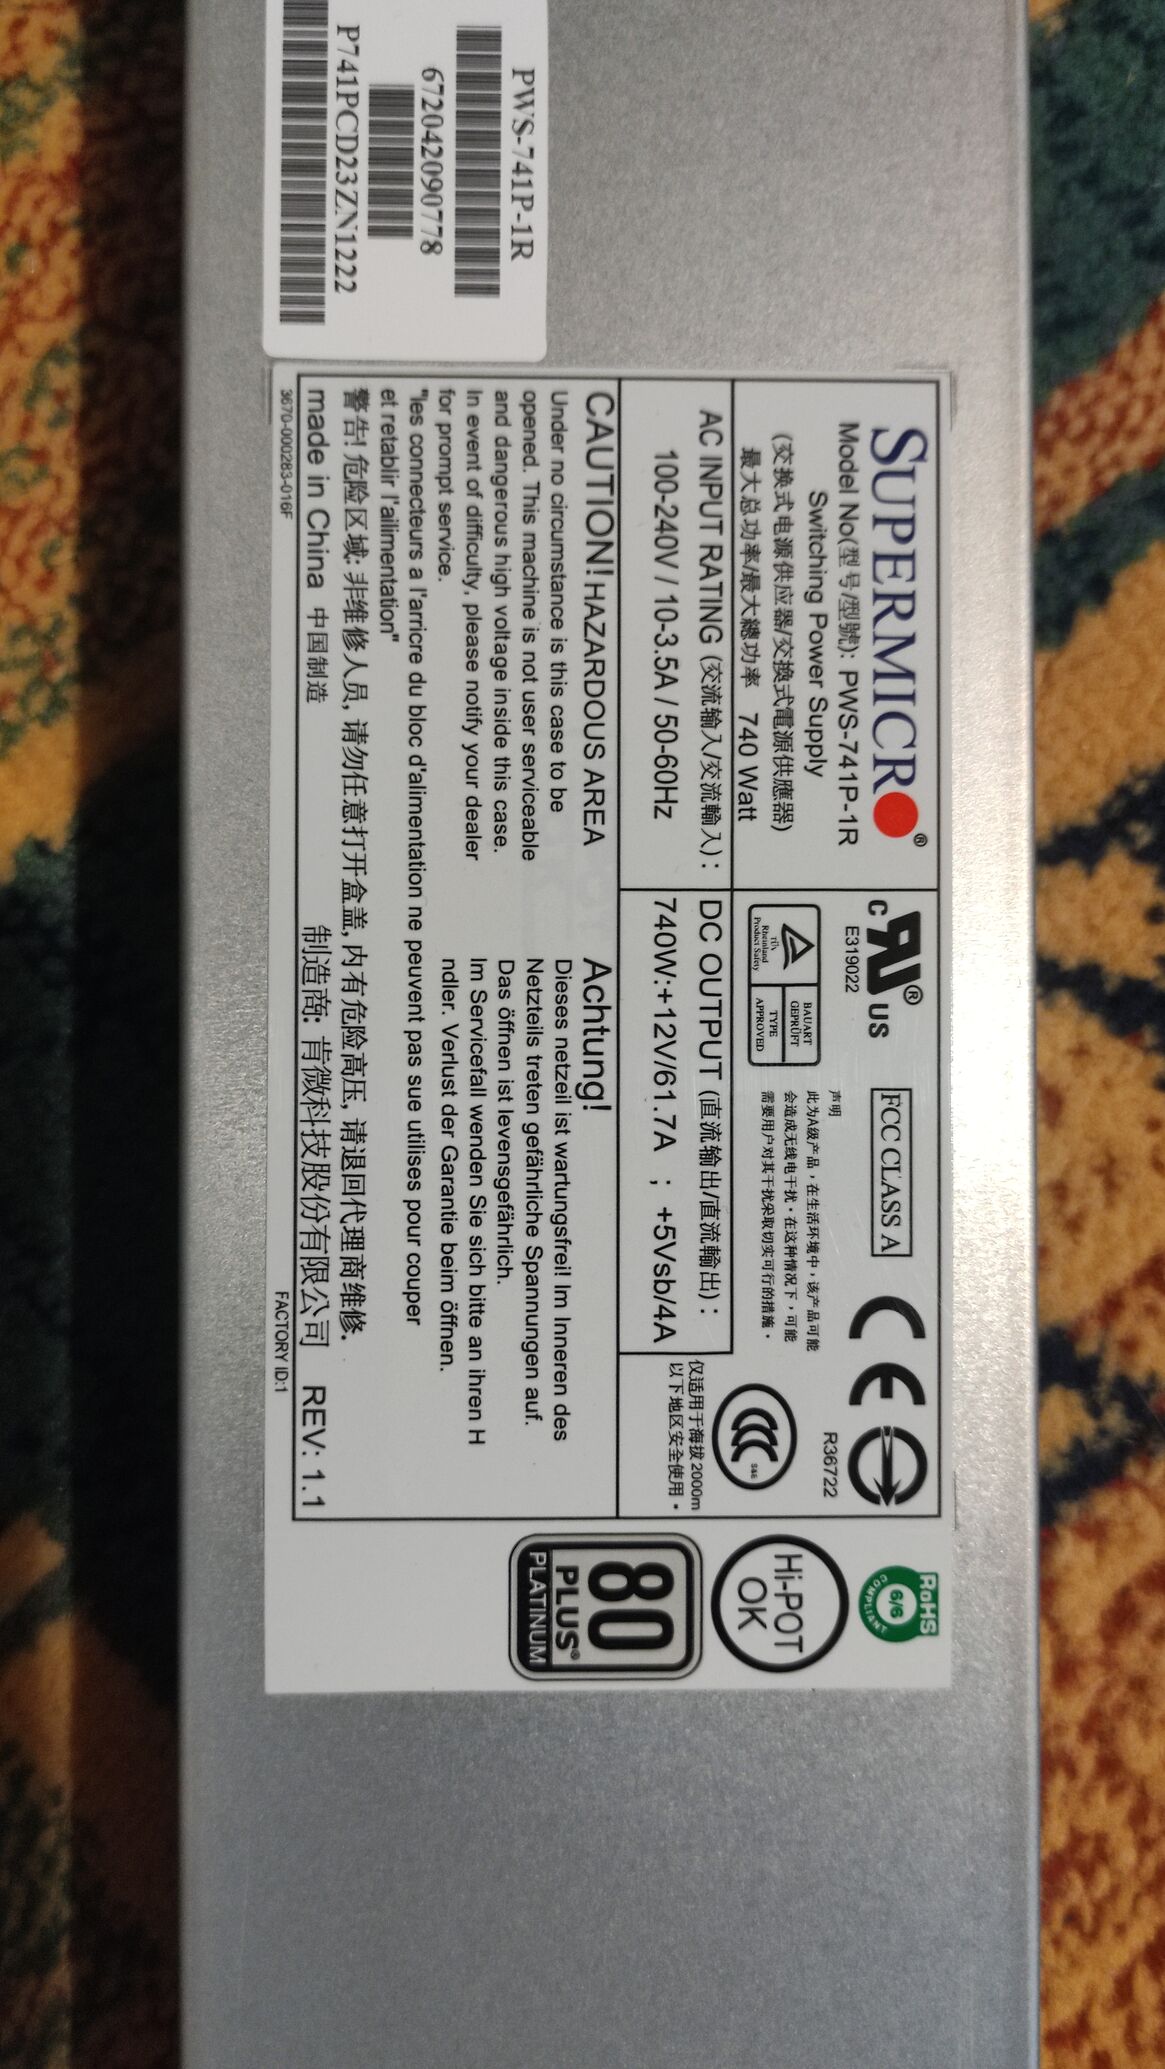 PWS-741P-1R
672042090778
P741PCD23ZN1222
SUPERMICR®
Model No(型号/型號): PWS-741P-1R
Switching Power Supply
(交换式电源供应器/交換式電源供應器)
最大总功率/最大總功率 740 Watt
c RU® US
E319022
TÜV
Rheinland
Product Safety
BAUART
GEPRÜFT
TYPE
APPROVED
FCC CLASS A
声明
此为A级产品，在生活环境中，该产品可能
会造成无线电干扰。在这种情况下，可能
需要用户对其干扰采取切实可行的措施。
CE
R36722
CCC
S&E
仅适用于海拔 2000m
以下地区安全使用。
AC INPUT RATING (交流输入/交流輸入) :
100-240V / 10-3.5A / 50-60Hz
DC OUTPUT (直流输出/直流輸出) :
740W:+12V/61.7A ; +5Vsb/4A
CAUTION! HAZARDOUS AREA
Under no circumstance is this case to be
opened. This machine is not user serviceable
and dangerous high voltage inside this case.
In event of difficulty, please notify your dealer
for prompt service.
Achtung!
Dieses netzeil ist wartungsfrei! Im Inneren des
Netzteils treten gefährliche Spannungen auf.
Das öffnen ist levensgefährlich.
Im Servicefall wenden Sie sich bitte an ihren H
ndler. Verlust der Garantie beim öffnen.
"les connecteurs a l'arricre du bloc d'alimentation ne peuvent pas sue utilises pour couper
et retablir l'ailimentation"
警告! 危险区域: 非维修人员, 请勿任意打开盒盖, 内有危险高压, 请退回代理商维修.
made in China 中国制造
制造商: 肯微科技股份有限公司 REV: 1.1
3670-000283-016F
FACTORY ID:1
RoHS
6/6
COMPLIANT
Hi-POT
OK
80
PLUS®
PLATINUM